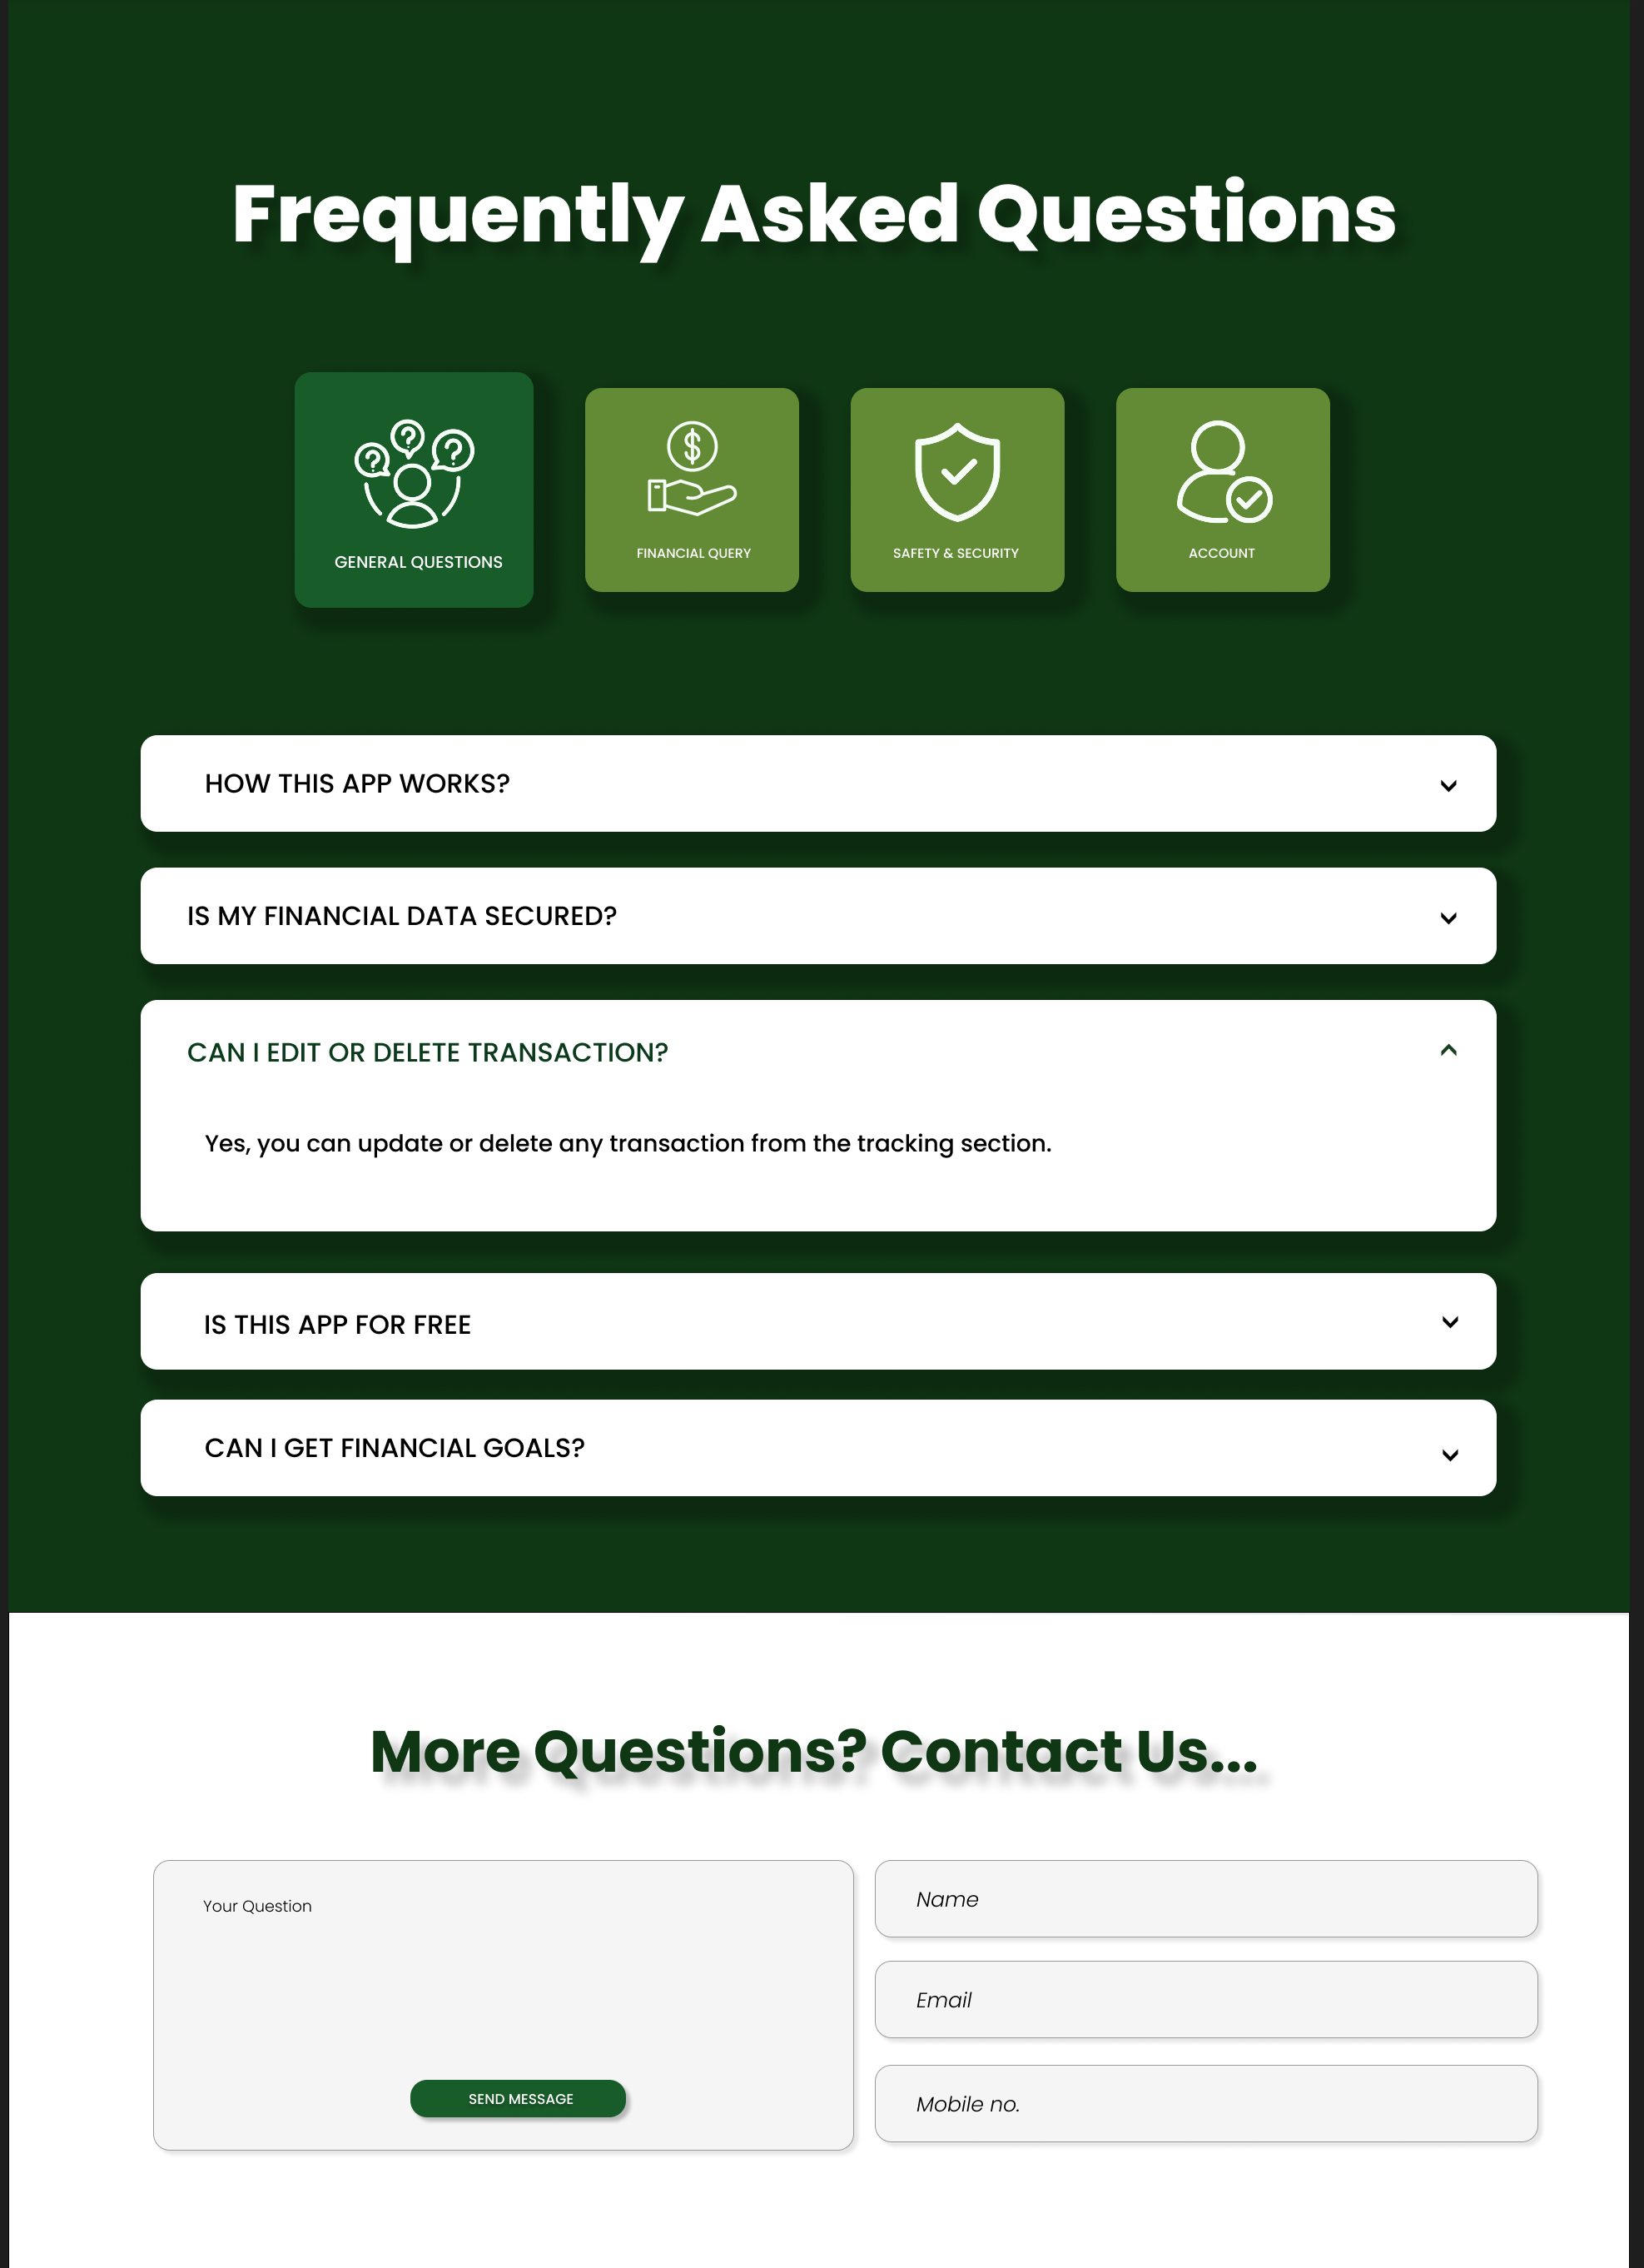 Frequently Asked Questions
GENERAL QUESTIONS
FINANCIAL QUERY
SAFETY & SECURITY
ACCOUNT
HOW THIS APP WORKS?
IS MY FINANCIAL DATA SECURED?
CAN I EDIT OR DELETE TRANSACTION?
Yes, you can update or delete any transaction from the tracking section.
IS THIS APP FOR FREE
CAN I GET FINANCIAL GOALS?
More Questions? Contact Us...
Your Question
SEND MESSAGE
Name
Email
Mobile no.